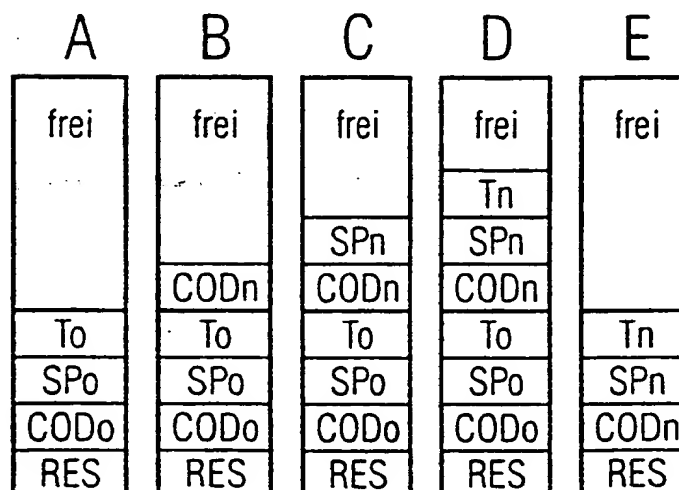 A B C D E
frei frei frei frei frei
Tn
SPn SPn
CODn CODn CODn
To To To To Tn
SPo SPo SPo SPo SPn
CODo CODo CODo CODo CODn
RES RES RES RES RES